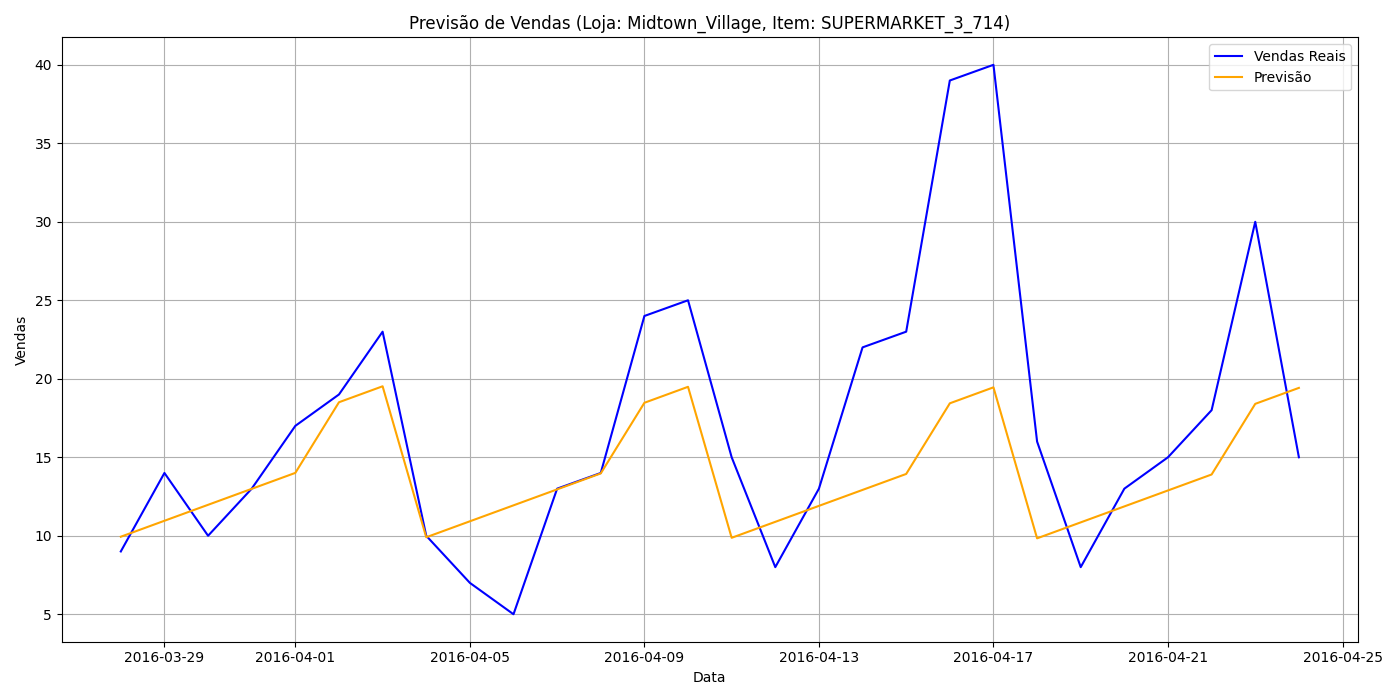 Previsão de Vendas (Loja: Midtown_Village, Item: SUPERMARKET_3_714)
Vendas Reais
Previsão
Vendas
40
35
30
25
20
15
10
5
2016-03-29 2016-04-01 2016-04-05 2016-04-09 2016-04-13 2016-04-17 2016-04-21 2016-04-25
Data